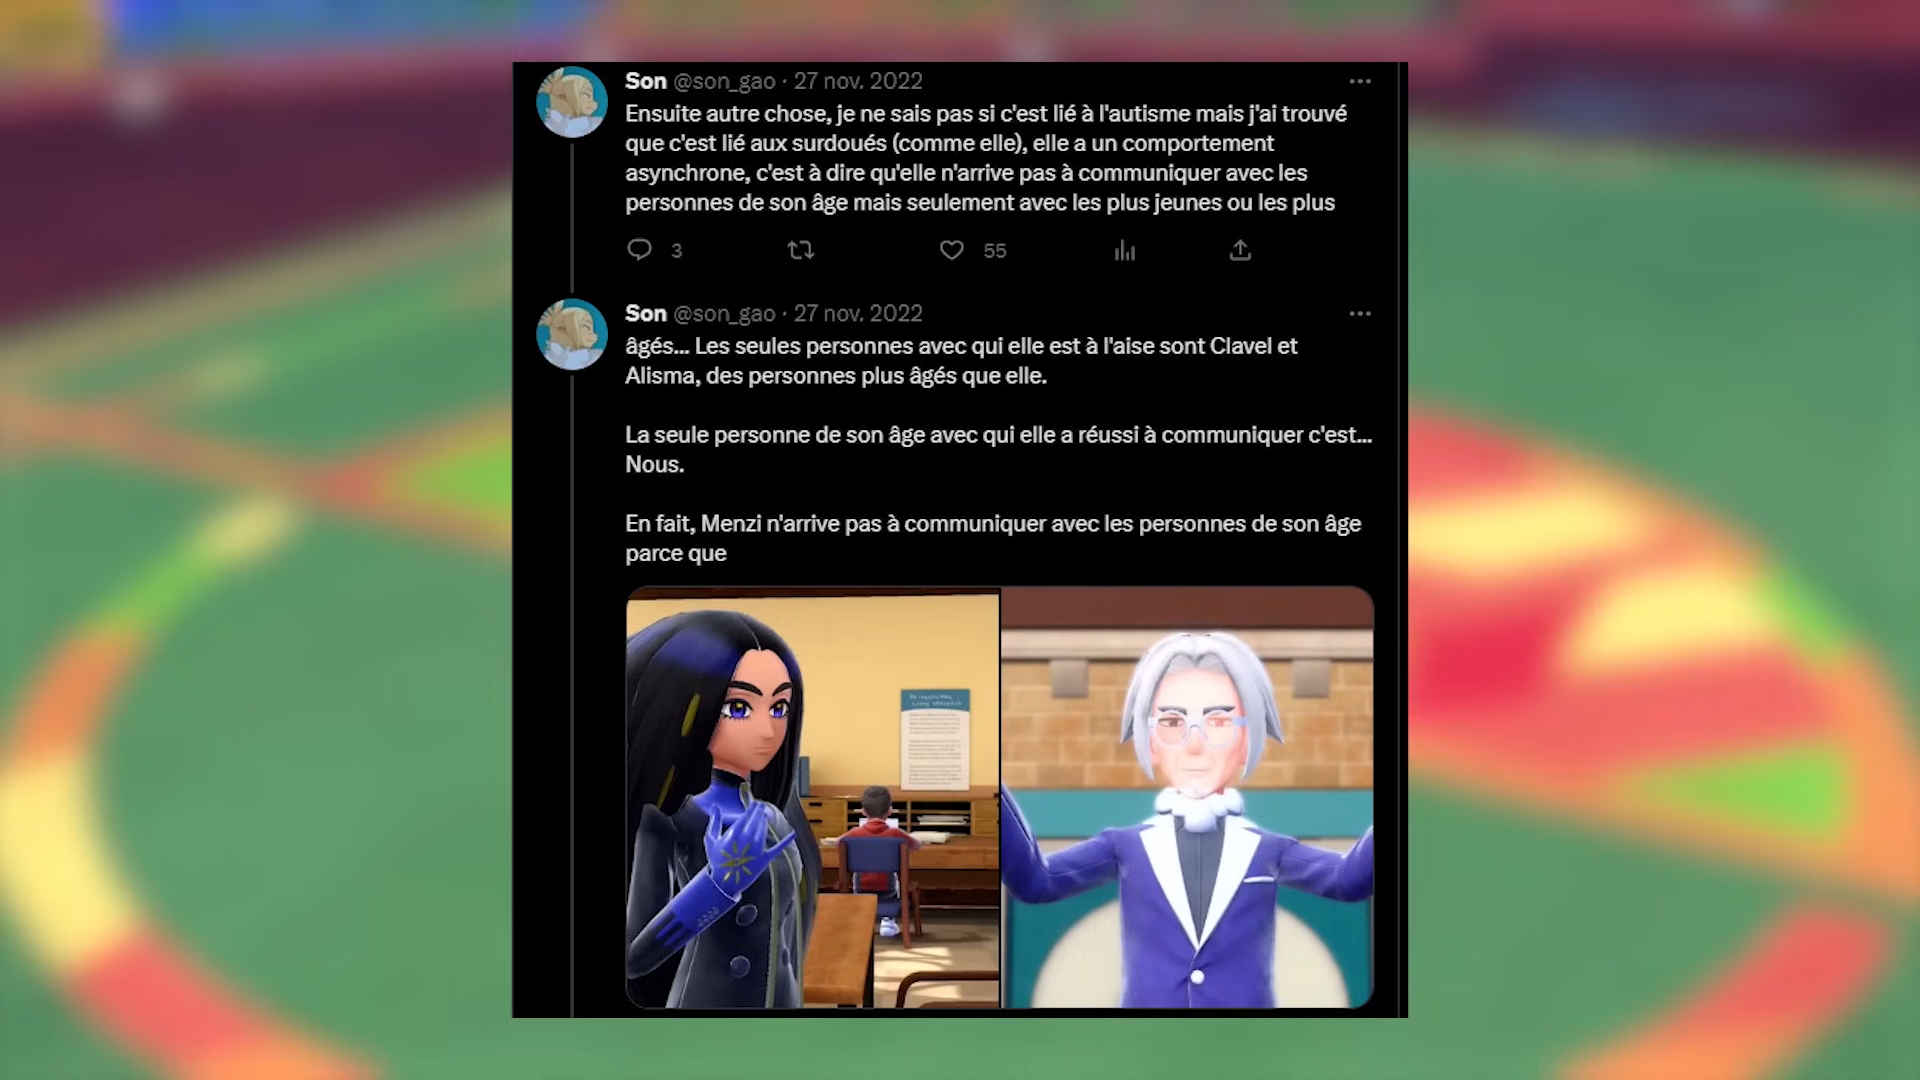 Son @son_gao · 27 nov. 2022
Ensuite autre chose, je ne sais pas si c'est lié à l'autisme mais j'ai trouvé
que c'est lié aux surdoués (comme elle), elle a un comportement
asynchrone, c'est à dire qu'elle n'arrive pas à communiquer avec les
personnes de son âge mais seulement avec les plus jeunes ou les plus
3 55
Son @son_gao · 27 nov. 2022
âgés... Les seules personnes avec qui elle est à l'aise sont Clavel et
Alisma, des personnes plus âgés que elle.
La seule personne de son âge avec qui elle a réussi à communiquer c'est...
Nous.
En fait, Menzi n'arrive pas à communiquer avec les personnes de son âge
parce que